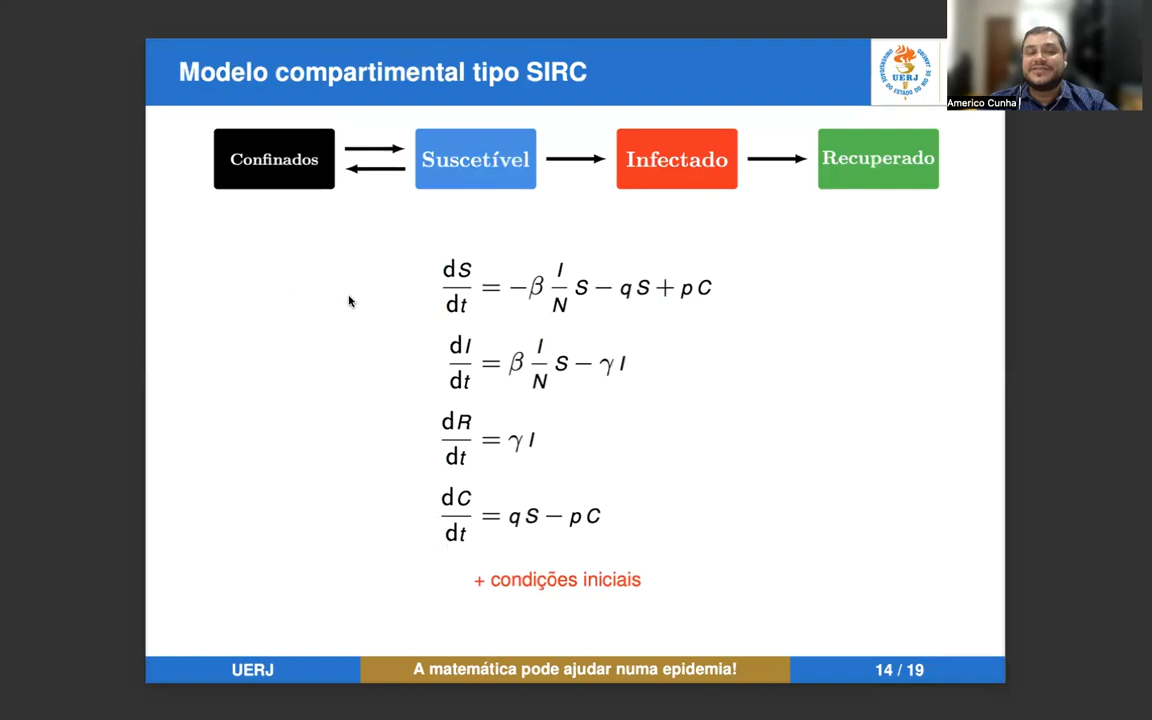 Modelo compartimental tipo SIRC
UERJ
Americo Cunha
Confinados
Suscetível
Infectado
Recuperado
dS/dt = −β I/N S − q S + p C
dI/dt = β I/N S − γ I
dR/dt = γ I
dC/dt = q S − p C
+ condições iniciais
UERJ
A matemática pode ajudar numa epidemia!
14 / 19